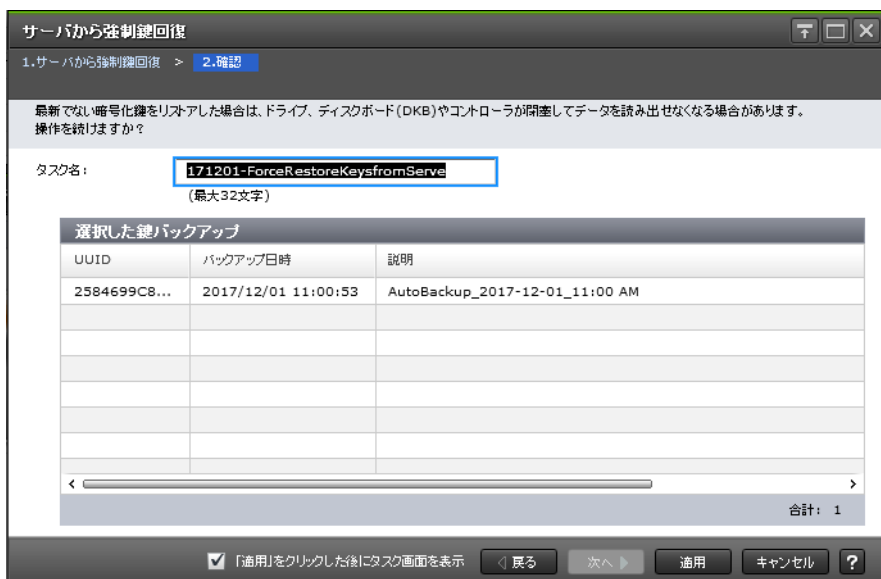 サーバから強制鍵回復
1.サーバから強制鍵回復 > 2.確認
最新でない暗号化鍵をリストアした場合は、ドライブ、ディスクボード(DKB)やコントローラが閉塞してデータを読み出せなくなる場合があります。
操作を続けますか?
タスク名: 171201-ForceRestoreKeysfromServe
(最大32文字)
選択した鍵バックアップ
UUID バックアップ日時 説明
2584699C8... 2017/12/01 11:00:53 AutoBackup_2017-12-01_11:00 AM
合計: 1
「適用」をクリックした後にタスク画面を表示 戻る 次へ 適用 キャンセル ?